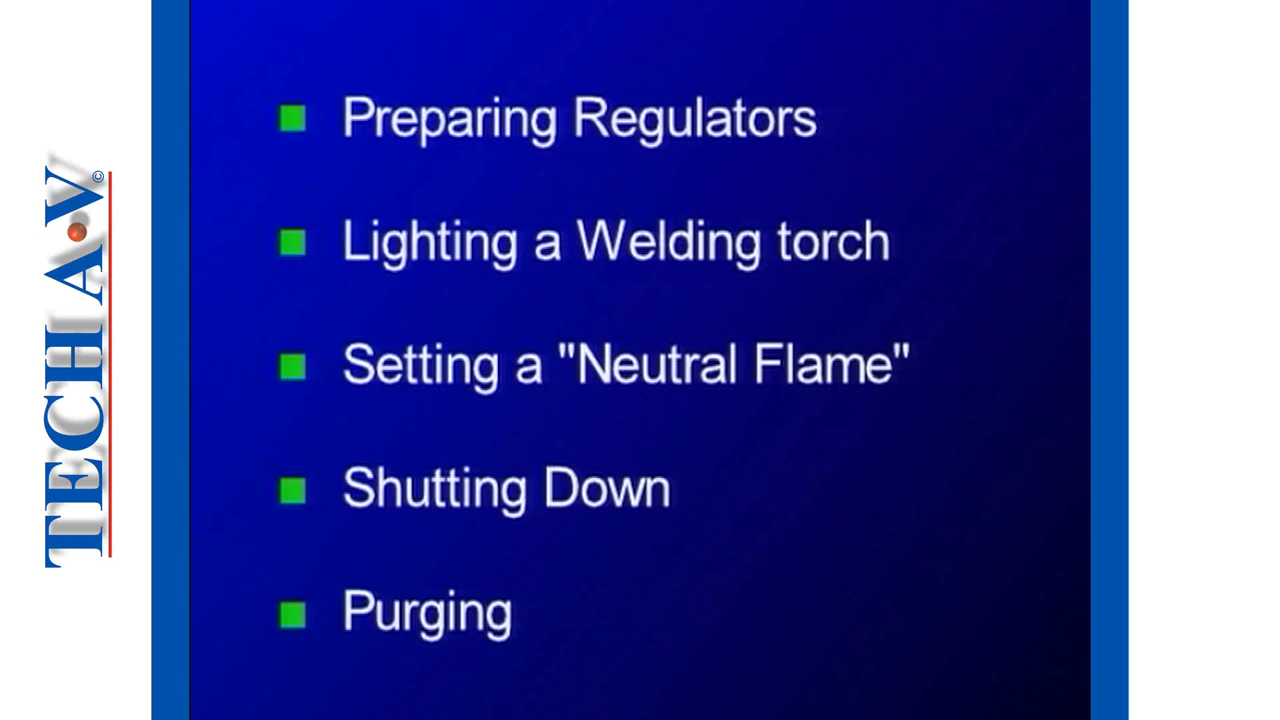 TECH A.V. ©
Preparing Regulators
Lighting a Welding torch
Setting a "Neutral Flame"
Shutting Down
Purging